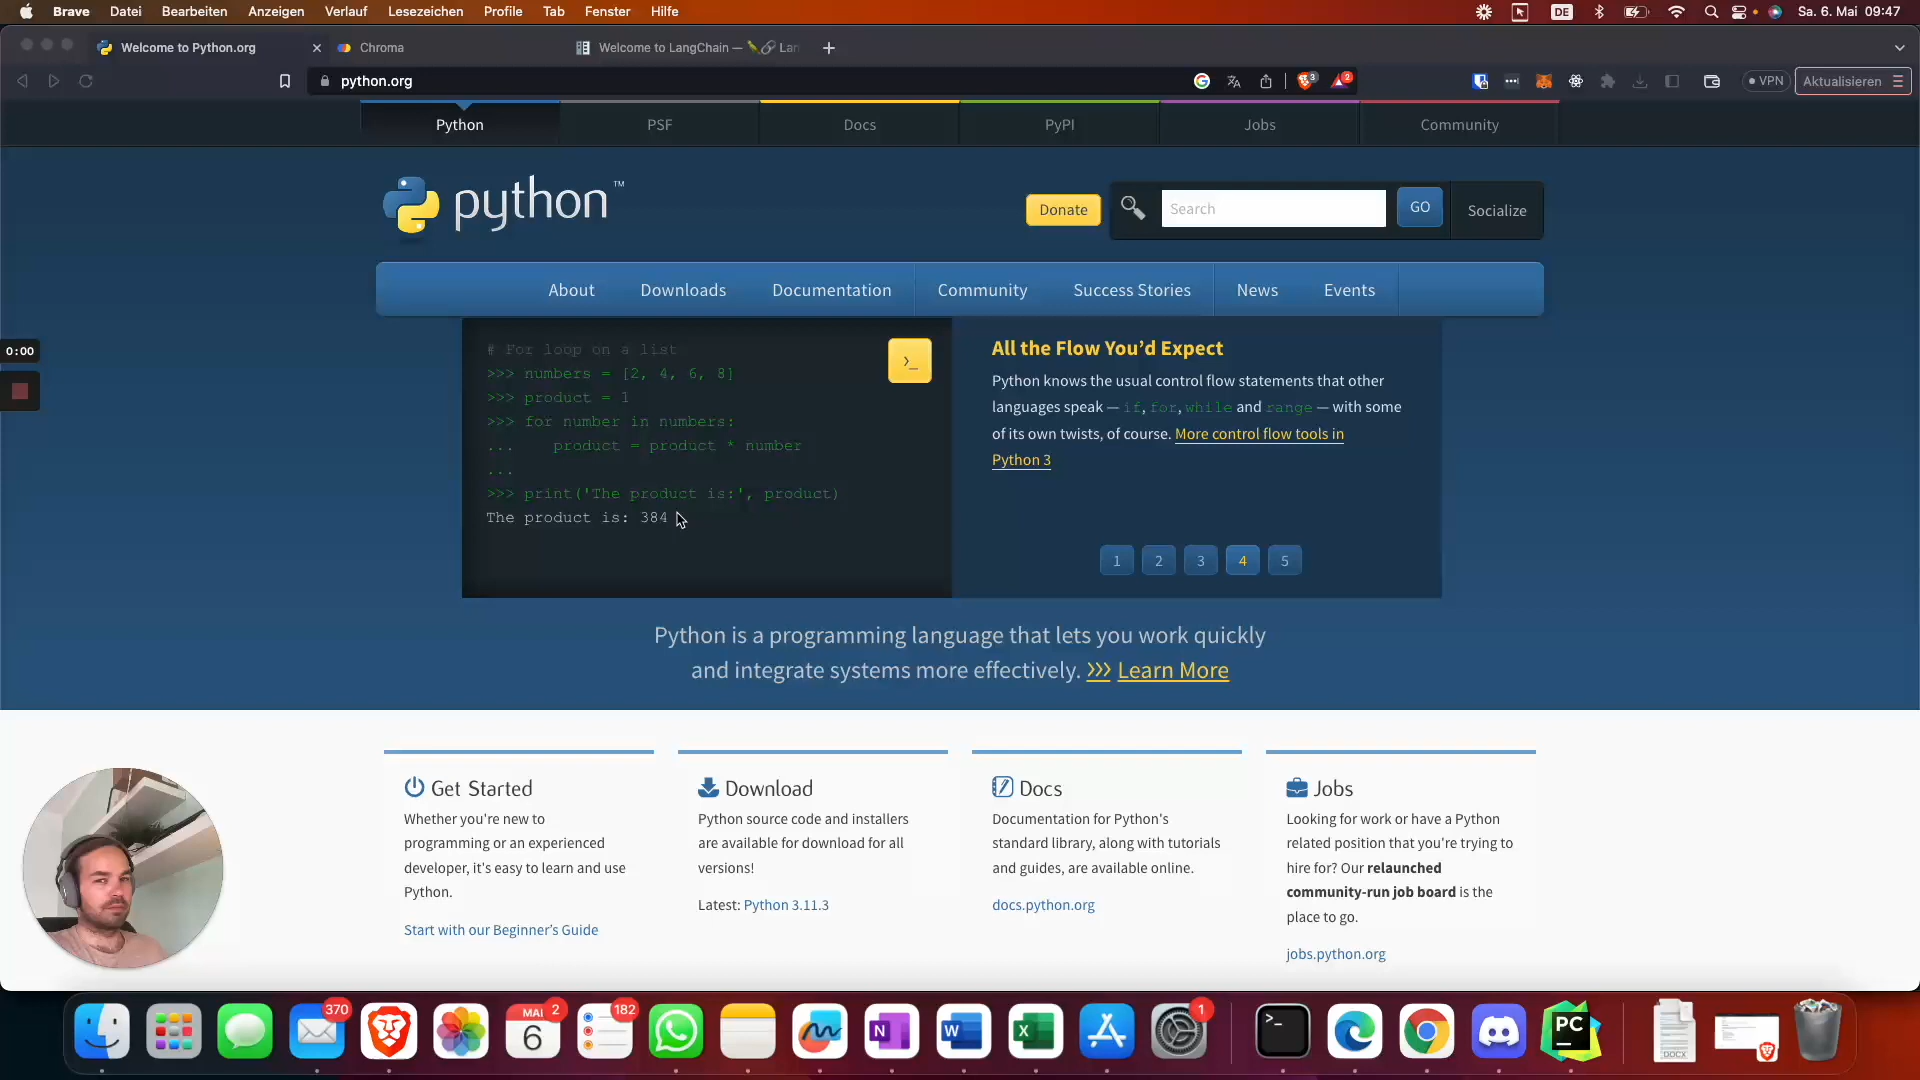 Brave Datei Bearbeiten Anzeigen Verlauf Lesezeichen Profile Tab Fenster Hilfe DE Sa. 6. Mai 09:47
Welcome to Python.org Chroma Welcome to LangChain — Lan
python.org 3 2 VPN Aktualisieren
Python PSF Docs PyPI Jobs Community
python™
Donate Search GO Socialize
About Downloads Documentation Community Success Stories News Events
0:00
# For loop on a list
>>> numbers = [2, 4, 6, 8]
>>> product = 1
>>> for number in numbers:
...    product = product * number
...
>>> print('The product is:', product)
The product is: 384
>_
All the Flow You’d Expect
Python knows the usual control flow statements that other
languages speak — if, for, while and range — with some
of its own twists, of course. More control flow tools in
Python 3
1 2 3 4 5
Python is a programming language that lets you work quickly
and integrate systems more effectively. >>> Learn More
Get Started
Whether you're new to
programming or an experienced
developer, it's easy to learn and use
Python.
Start with our Beginner’s Guide
Download
Python source code and installers
are available for download for all
versions!
Latest: Python 3.11.3
Docs
Documentation for Python's
standard library, along with tutorials
and guides, are available online.
docs.python.org
Jobs
Looking for work or have a Python
related position that you're trying to
hire for? Our relaunched
community-run job board is the
place to go.
jobs.python.org
370 MAI 6 2 182 N W X 1 >_ PC DOCX